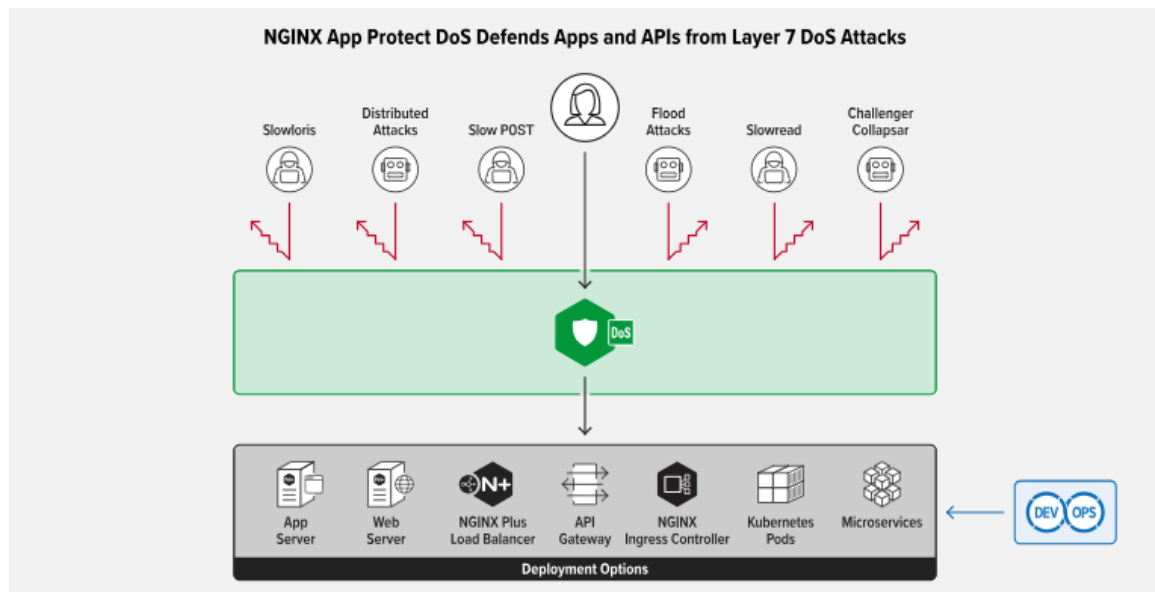 NGINX App Protect DoS Defends Apps and APIs from Layer 7 DoS Attacks
Slowloris
Distributed
Attacks
Slow POST
Flood
Attacks
Slowread
Challenger
Collapsar
DoS
N+
App
Server
Web
Server
NGINX Plus
Load Balancer
API
Gateway
NGINX
Ingress Controller
Kubernetes
Pods
Microservices
DEV OPS
Deployment Options